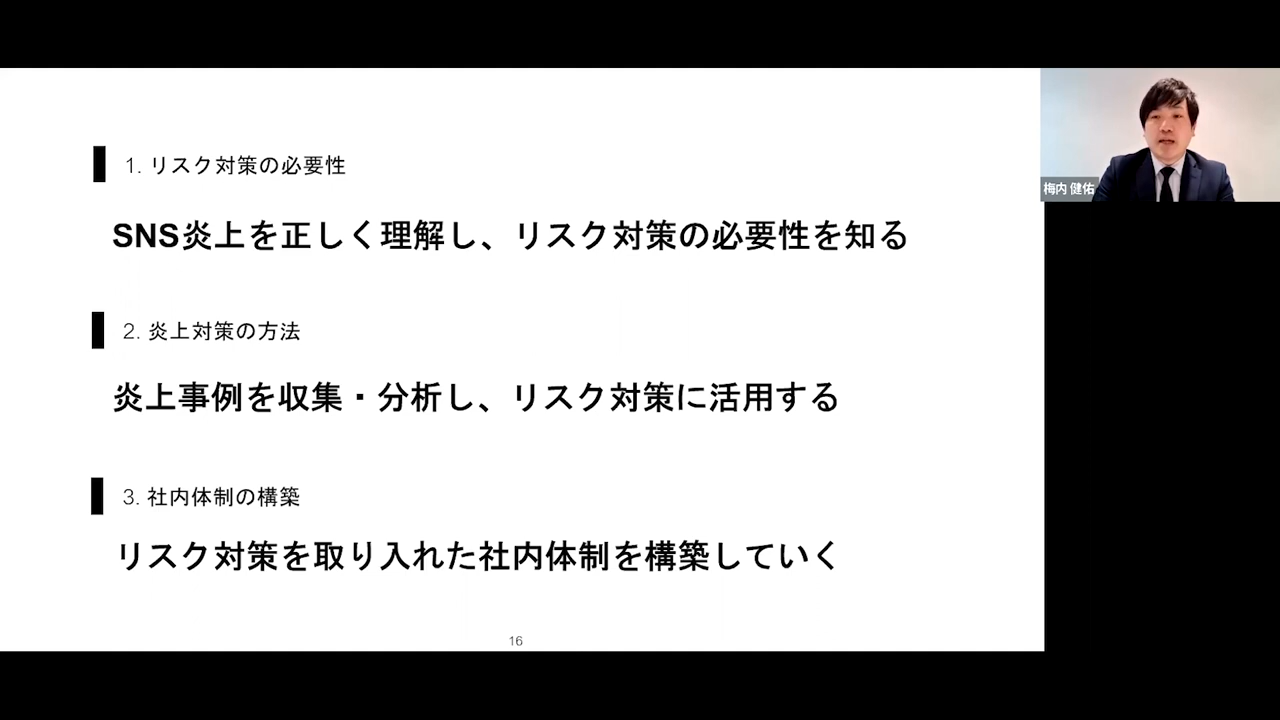 1. リスク対策の必要性
SNS炎上を正しく理解し、リスク対策の必要性を知る
2. 炎上対策の方法
炎上事例を収集・分析し、リスク対策に活用する
3. 社内体制の構築
リスク対策を取り入れた社内体制を構築していく
16
梅内 健佑